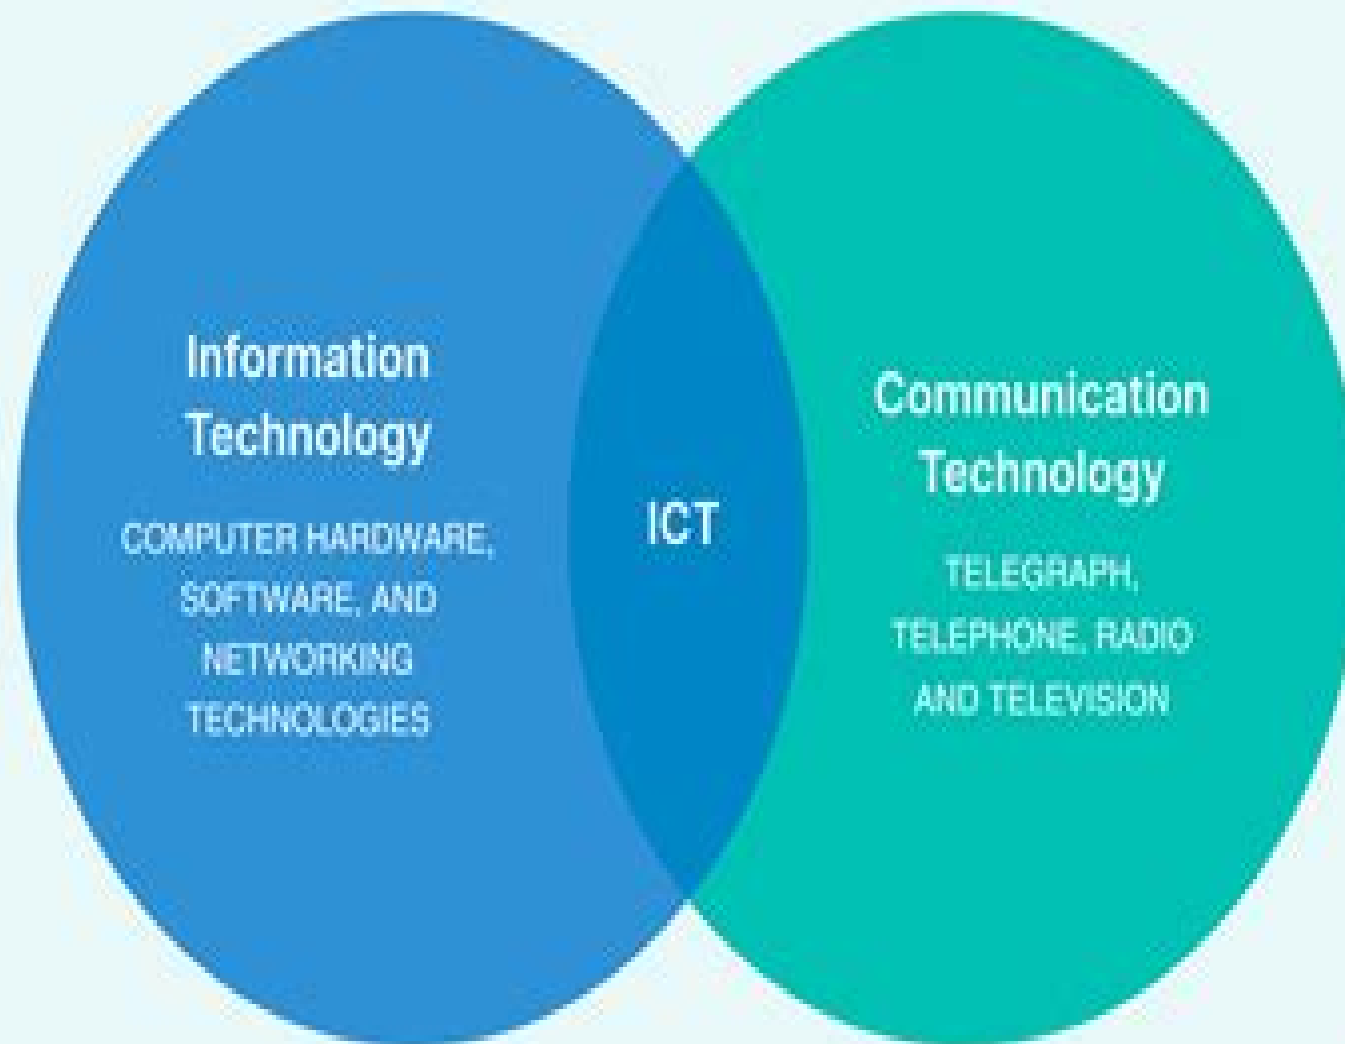 Information
Technology
COMPUTER HARDWARE,
SOFTWARE, AND
NETWORKING
TECHNOLOGIES
ICT
Communication
Technology
TELEGRAPH,
TELEPHONE, RADIO
AND TELEVISION